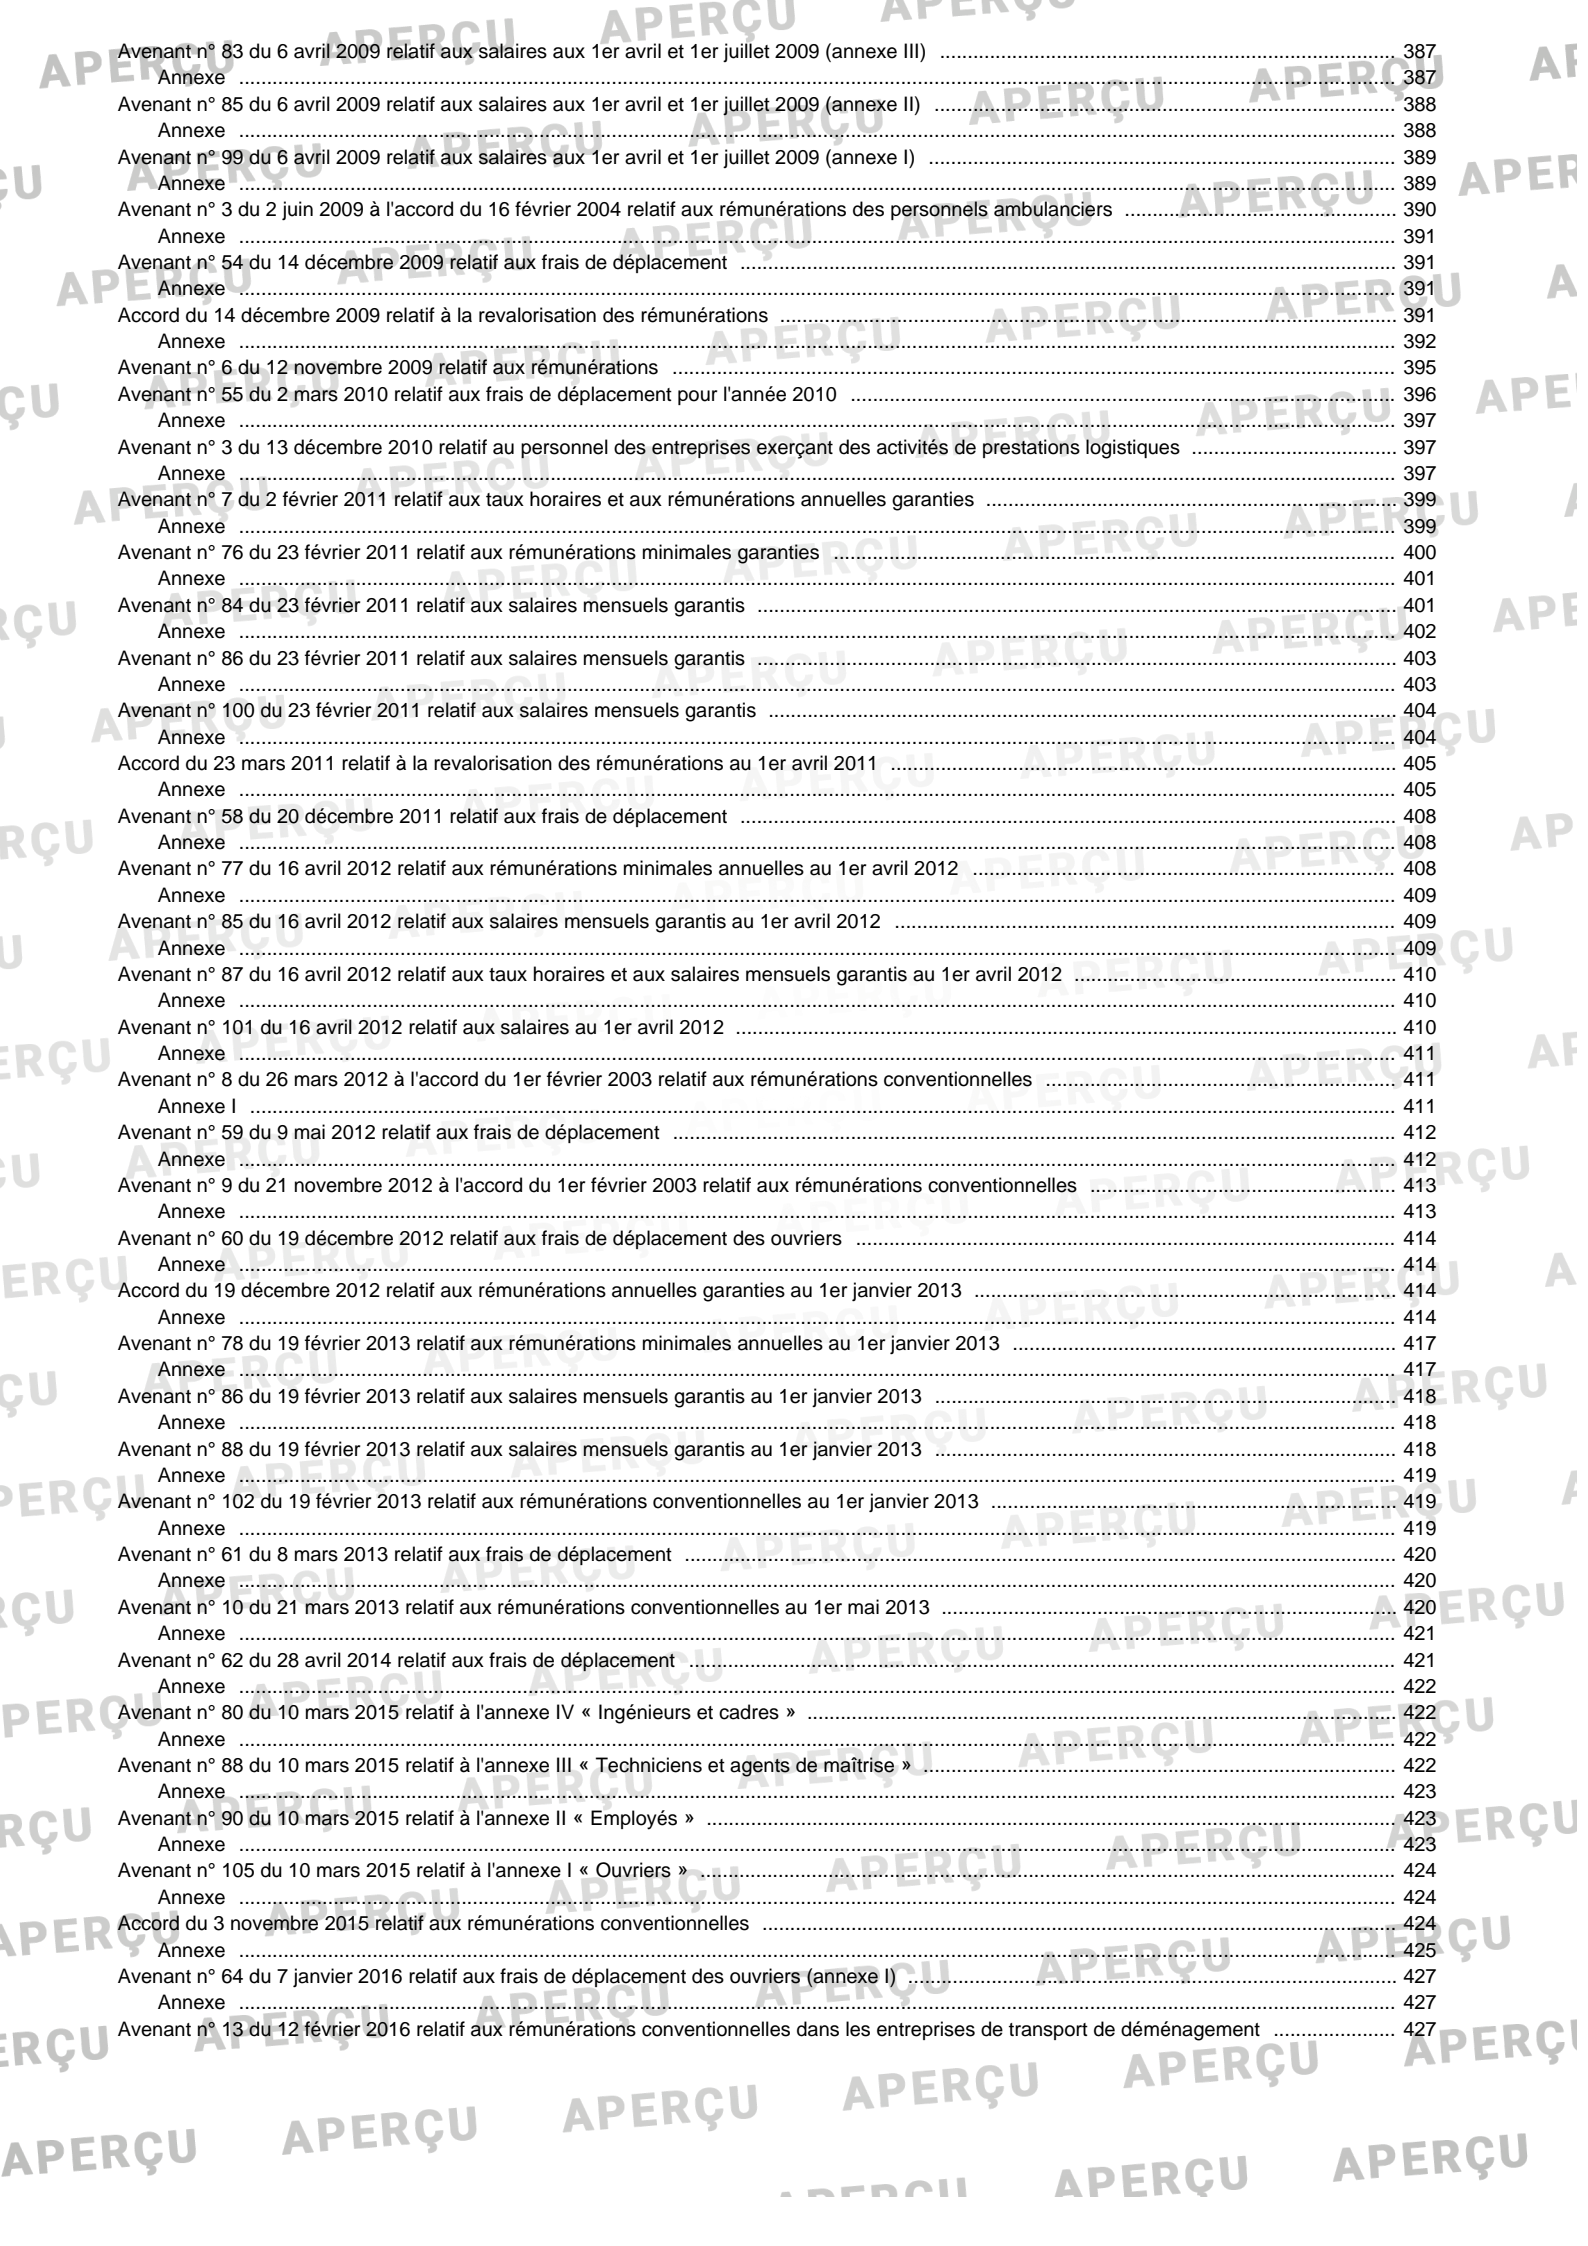 Avenant n° 83 du 6 avril 2009 relatif aux salaires aux 1er avril et 1er juillet 2009 (annexe III) ... 387
Annexe ... 387
Avenant n° 85 du 6 avril 2009 relatif aux salaires aux 1er avril et 1er juillet 2009 (annexe II) ... 388
Annexe ... 388
Avenant n° 99 du 6 avril 2009 relatif aux salaires aux 1er avril et 1er juillet 2009 (annexe I) ... 389
Annexe ... 389
Avenant n° 3 du 2 juin 2009 à l'accord du 16 février 2004 relatif aux rémunérations des personnels ambulanciers ... 390
Annexe ... 391
Avenant n° 54 du 14 décembre 2009 relatif aux frais de déplacement ... 391
Annexe ... 391
Accord du 14 décembre 2009 relatif à la revalorisation des rémunérations ... 391
Annexe ... 392
Avenant n° 6 du 12 novembre 2009 relatif aux rémunérations ... 395
Avenant n° 55 du 2 mars 2010 relatif aux frais de déplacement pour l'année 2010 ... 396
Annexe ... 397
Avenant n° 3 du 13 décembre 2010 relatif au personnel des entreprises exerçant des activités de prestations logistiques ... 397
Annexe ... 397
Avenant n° 7 du 2 février 2011 relatif aux taux horaires et aux rémunérations annuelles garanties ... 399
Annexe ... 399
Avenant n° 76 du 23 février 2011 relatif aux rémunérations minimales garanties ... 400
Annexe ... 401
Avenant n° 84 du 23 février 2011 relatif aux salaires mensuels garantis ... 401
Annexe ... 402
Avenant n° 86 du 23 février 2011 relatif aux salaires mensuels garantis ... 403
Annexe ... 403
Avenant n° 100 du 23 février 2011 relatif aux salaires mensuels garantis ... 404
Annexe ... 404
Accord du 23 mars 2011 relatif à la revalorisation des rémunérations au 1er avril 2011 ... 405
Annexe ... 405
Avenant n° 58 du 20 décembre 2011 relatif aux frais de déplacement ... 408
Annexe ... 408
Avenant n° 77 du 16 avril 2012 relatif aux rémunérations minimales annuelles au 1er avril 2012 ... 408
Annexe ... 409
Avenant n° 85 du 16 avril 2012 relatif aux salaires mensuels garantis au 1er avril 2012 ... 409
Annexe ... 409
Avenant n° 87 du 16 avril 2012 relatif aux taux horaires et aux salaires mensuels garantis au 1er avril 2012 ... 410
Annexe ... 410
Avenant n° 101 du 16 avril 2012 relatif aux salaires au 1er avril 2012 ... 410
Annexe ... 411
Avenant n° 8 du 26 mars 2012 à l'accord du 1er février 2003 relatif aux rémunérations conventionnelles ... 411
Annexe I ... 411
Avenant n° 59 du 9 mai 2012 relatif aux frais de déplacement ... 412
Annexe ... 412
Avenant n° 9 du 21 novembre 2012 à l'accord du 1er février 2003 relatif aux rémunérations conventionnelles ... 413
Annexe ... 413
Avenant n° 60 du 19 décembre 2012 relatif aux frais de déplacement des ouvriers ... 414
Annexe ... 414
Accord du 19 décembre 2012 relatif aux rémunérations annuelles garanties au 1er janvier 2013 ... 414
Annexe ... 414
Avenant n° 78 du 19 février 2013 relatif aux rémunérations minimales annuelles au 1er janvier 2013 ... 417
Annexe ... 417
Avenant n° 86 du 19 février 2013 relatif aux salaires mensuels garantis au 1er janvier 2013 ... 418
Annexe ... 418
Avenant n° 88 du 19 février 2013 relatif aux salaires mensuels garantis au 1er janvier 2013 ... 418
Annexe ... 419
Avenant n° 102 du 19 février 2013 relatif aux rémunérations conventionnelles au 1er janvier 2013 ... 419
Annexe ... 419
Avenant n° 61 du 8 mars 2013 relatif aux frais de déplacement ... 420
Annexe ... 420
Avenant n° 10 du 21 mars 2013 relatif aux rémunérations conventionnelles au 1er mai 2013 ... 420
Annexe ... 421
Avenant n° 62 du 28 avril 2014 relatif aux frais de déplacement ... 421
Annexe ... 422
Avenant n° 80 du 10 mars 2015 relatif à l'annexe IV « Ingénieurs et cadres » ... 422
Annexe ... 422
Avenant n° 88 du 10 mars 2015 relatif à l'annexe III « Techniciens et agents de maîtrise » ... 422
Annexe ... 423
Avenant n° 90 du 10 mars 2015 relatif à l'annexe II « Employés » ... 423
Annexe ... 423
Avenant n° 105 du 10 mars 2015 relatif à l'annexe I « Ouvriers » ... 424
Annexe ... 424
Accord du 3 novembre 2015 relatif aux rémunérations conventionnelles ... 424
Annexe ... 425
Avenant n° 64 du 7 janvier 2016 relatif aux frais de déplacement des ouvriers (annexe I) ... 427
Annexe ... 427
Avenant n° 13 du 12 février 2016 relatif aux rémunérations conventionnelles dans les entreprises de transport de déménagement ... 427
APERÇU